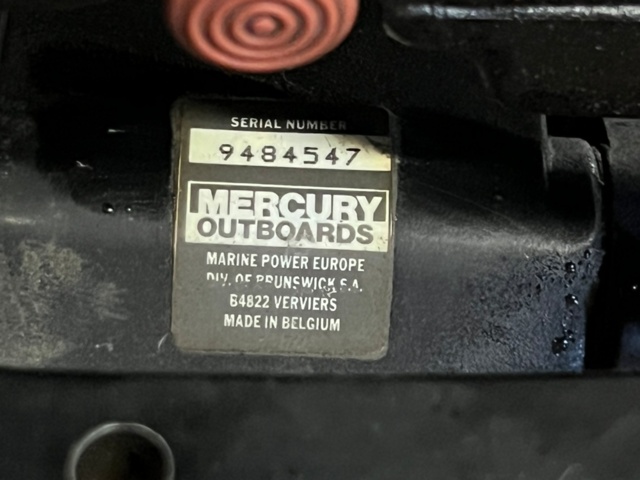 SERIAL NUMBER
9484547
MERCURY
OUTBOARDS
MARINE POWER EUROPE
DIV. OF BRUNSWICK S.A.
B4822 VERVIERS
MADE IN BELGIUM